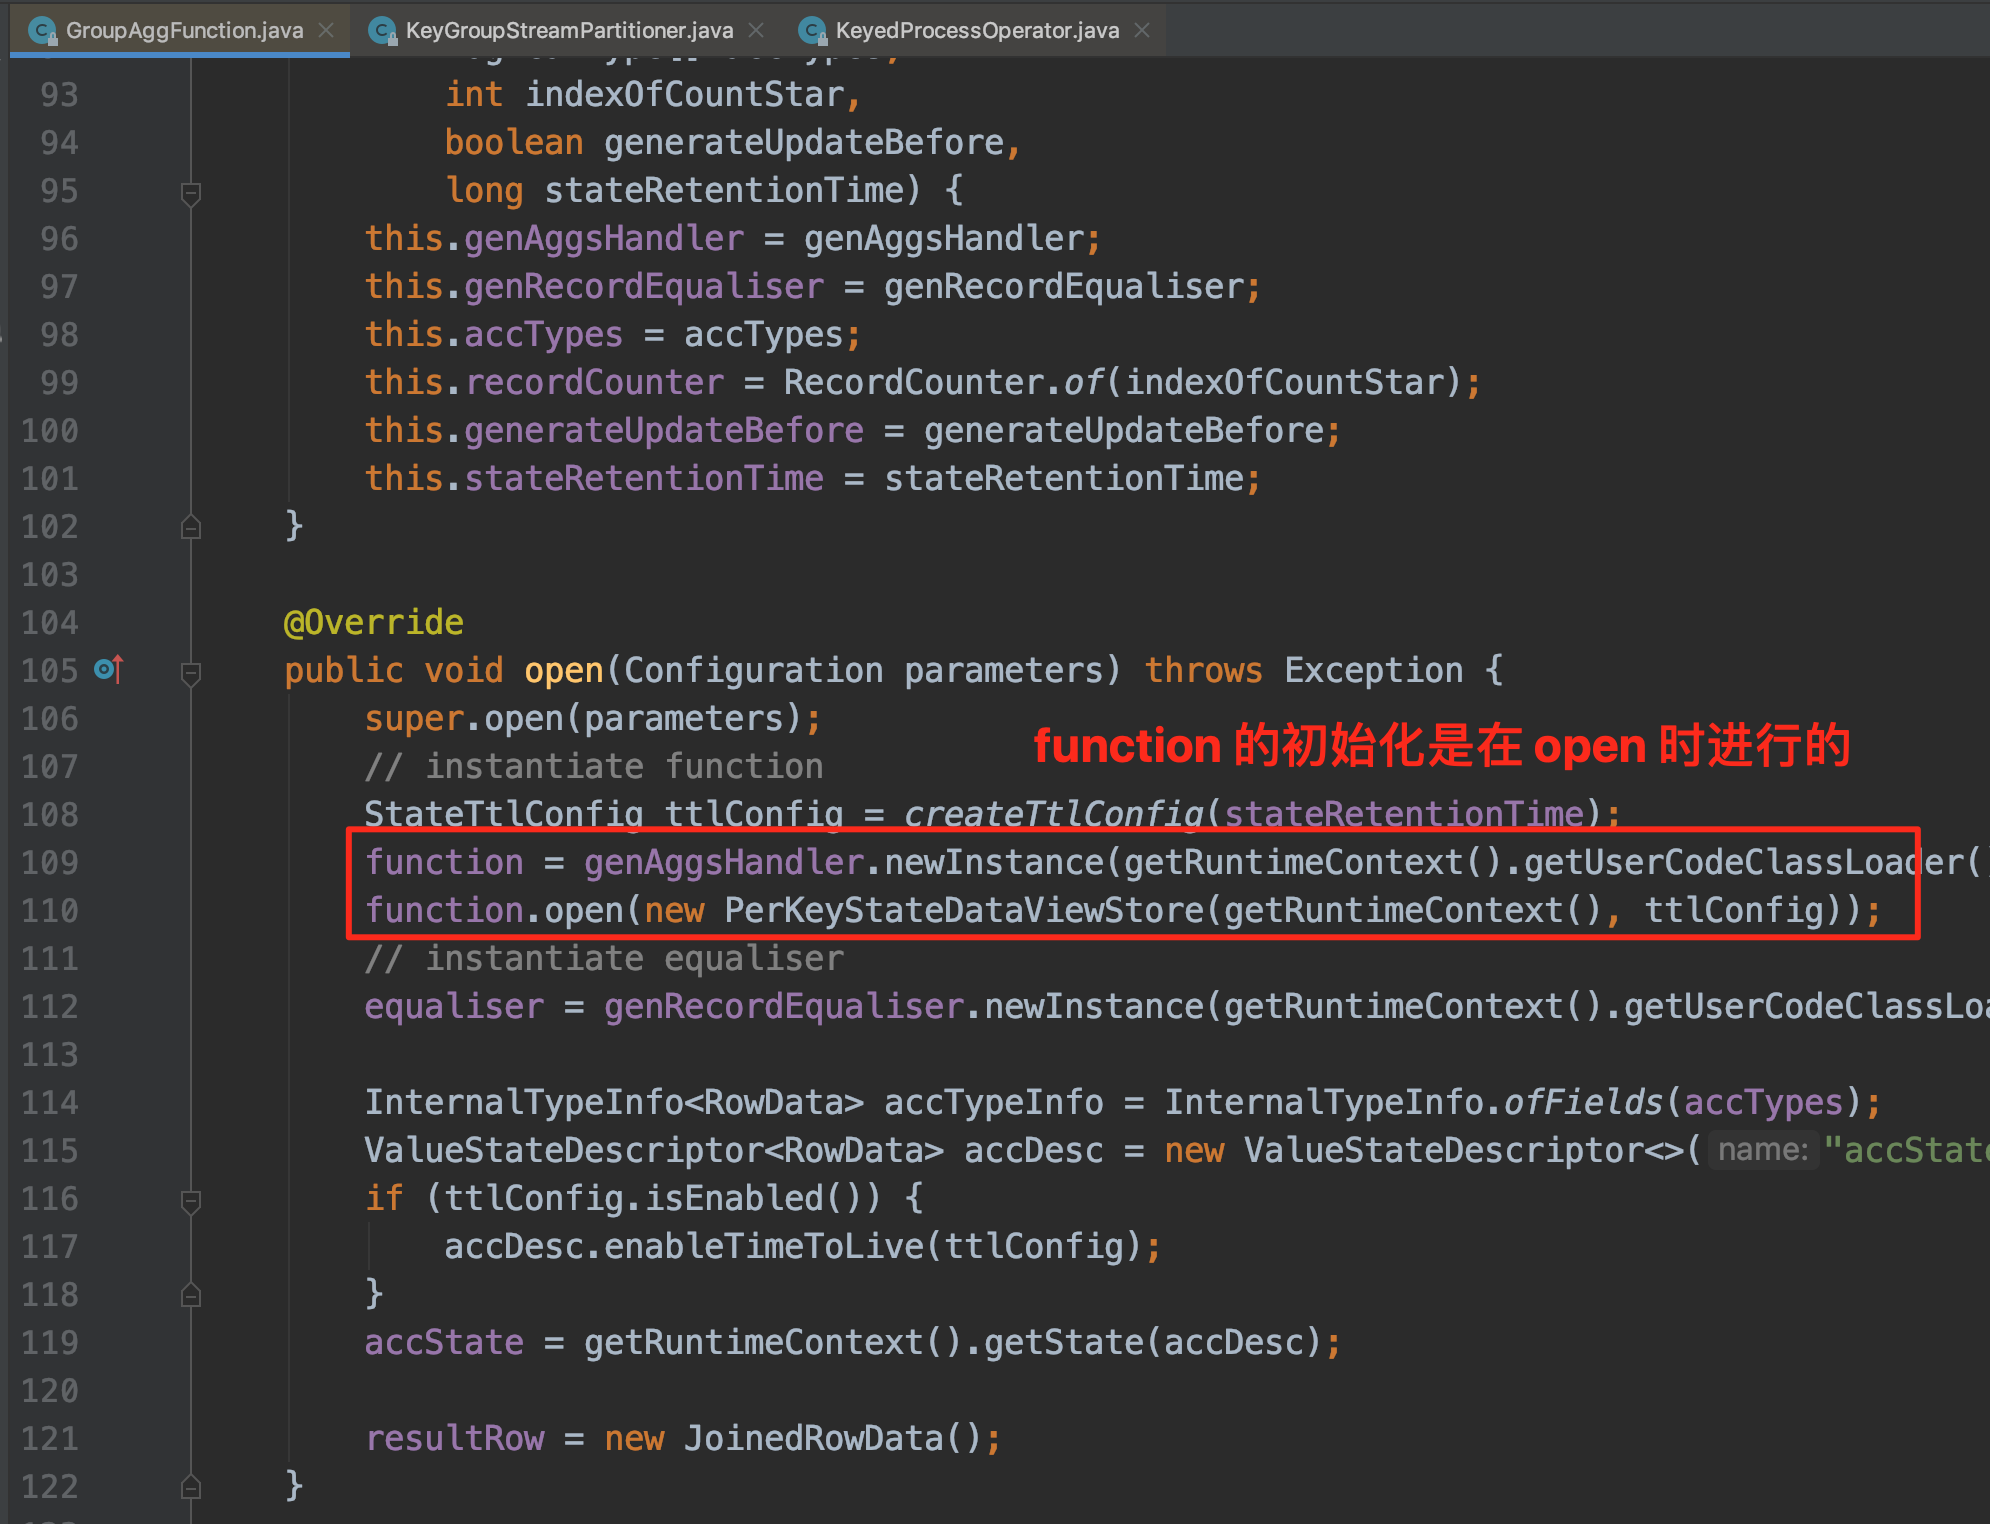 GroupAggFunction.java KeyGroupStreamPartitioner.java KeyedProcessOperator.java
93 int indexOfCountStar,
94 boolean generateUpdateBefore,
95 long stateRetentionTime) {
96 this.genAggsHandler = genAggsHandler;
97 this.genRecordEqualiser = genRecordEqualiser;
98 this.accTypes = accTypes;
99 this.recordCounter = RecordCounter.of(indexOfCountStar);
100 this.generateUpdateBefore = generateUpdateBefore;
101 this.stateRetentionTime = stateRetentionTime;
102 }
103
104 @Override
105 public void open(Configuration parameters) throws Exception {
106 super.open(parameters);
function 的初始化是在 open 时进行的
107 // instantiate function
108 StateTtlConfig ttlConfig = createTtlConfig(stateRetentionTime);
109 function = genAggsHandler.newInstance(getRuntimeContext().getUserCodeClassLoader()
110 function.open(new PerKeyStateDataViewStore(getRuntimeContext(), ttlConfig));
111 // instantiate equaliser
112 equaliser = genRecordEqualiser.newInstance(getRuntimeContext().getUserCodeClassLoa
113
114 InternalTypeInfo<RowData> accTypeInfo = InternalTypeInfo.ofFields(accTypes);
115 ValueStateDescriptor<RowData> accDesc = new ValueStateDescriptor<>( name: "accState
116 if (ttlConfig.isEnabled()) {
117 accDesc.enableTimeToLive(ttlConfig);
118 }
119 accState = getRuntimeContext().getState(accDesc);
120
121 resultRow = new JoinedRowData();
122 }